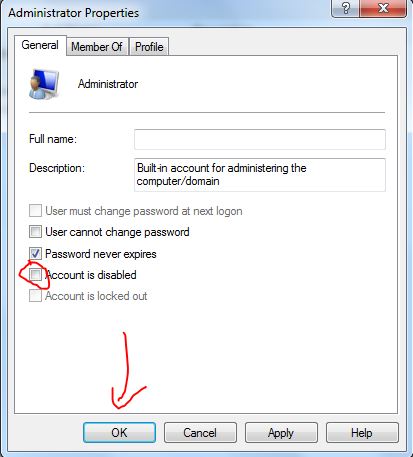 Administrator Properties
General Member Of Profile
Administrator
Full name:
Description: Built-in account for administering the
computer/domain
User must change password at next logon
User cannot change password
Password never expires
Account is disabled
Account is locked out
OK Cancel Apply Help